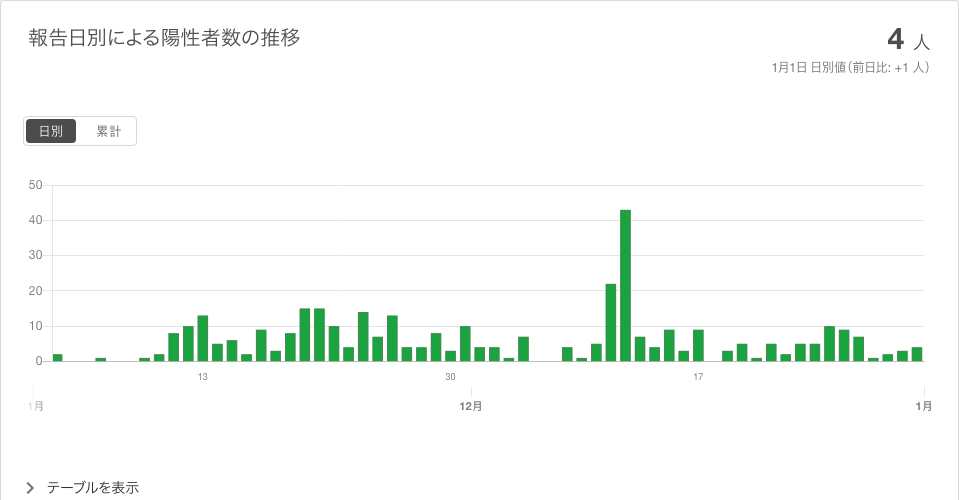 報告日別による陽性者数の推移
4 人
1月1日 日別値（前日比: +1 人）
日別 累計
50
40
30
20
10
0
13 30 17
1月 12月 1月
テーブルを表示